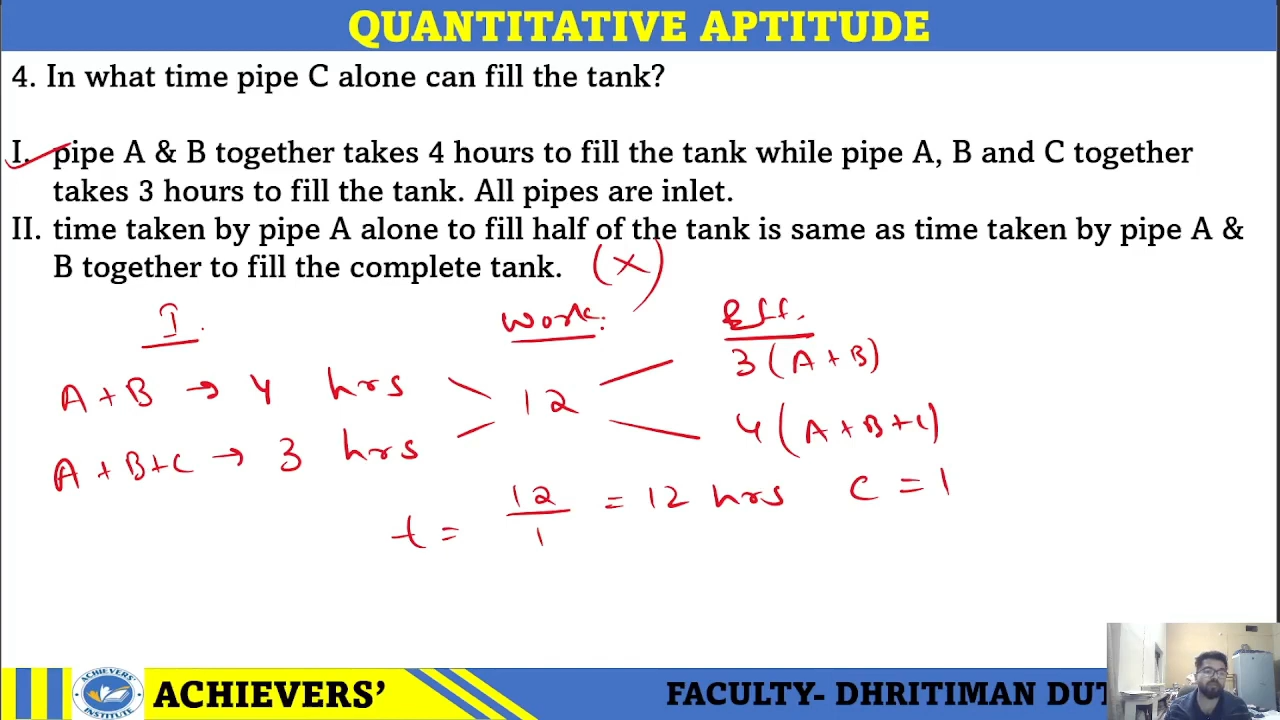 QUANTITATIVE APTITUDE
4. In what time pipe C alone can fill the tank?
I. pipe A & B together takes 4 hours to fill the tank while pipe A, B and C together
takes 3 hours to fill the tank. All pipes are inlet.
II. time taken by pipe A alone to fill half of the tank is same as time taken by pipe A &
B together to fill the complete tank. (×)
I. Work: Eff.
A+B → 4 hrs 12 3(A+B)
A+B+C → 3 hrs 4(A+B+C)
t = 12/1 = 12 hrs C = 1
ACHIEVERS' INSTITUTE
ACHIEVERS’ FACULTY- DHRITIMAN DUT